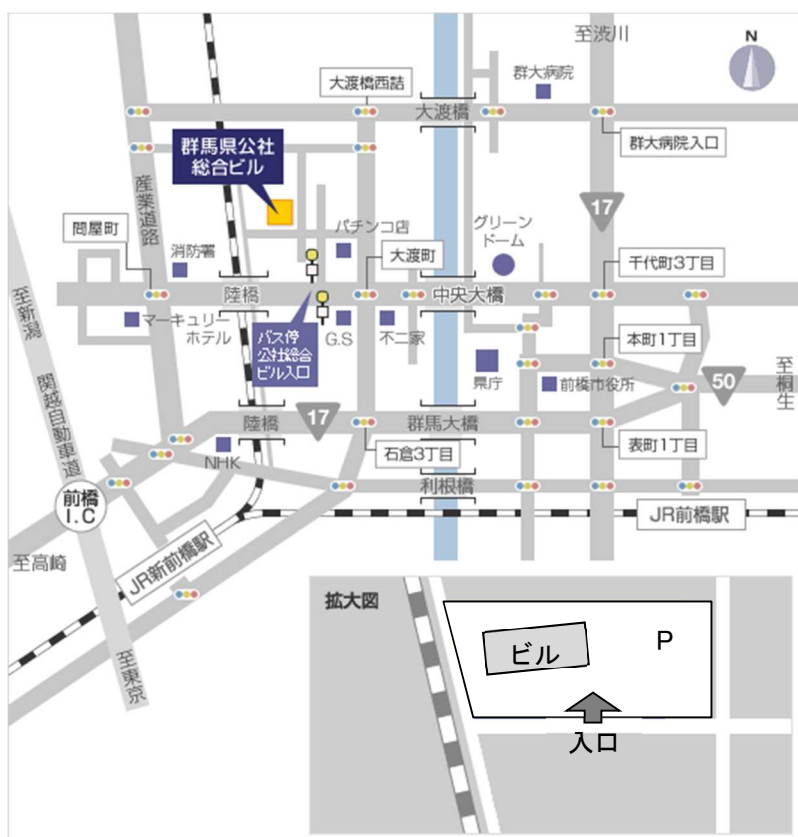 至渋川
N
大渡橋西詰
群大病院
大渡橋
群馬県公社
総合ビル
群大病院入口
産業道路
17
問屋町
消防署
パチンコ店
大渡町
グリーン
ドーム
千代町3丁目
至新潟
陸橋
中央大橋
マーキュリー
ホテル
バス停
公社総合
ビル入口
G.S
不二家
本町1丁目
県庁
前橋市役所
至桐生
50
関越自動車道
陸橋
17
群馬大橋
NHK
石倉3丁目
表町1丁目
利根橋
前橋
I.C
JR前橋駅
至高崎
JR新前橋駅
至東京
拡大図
ビル
P
入口